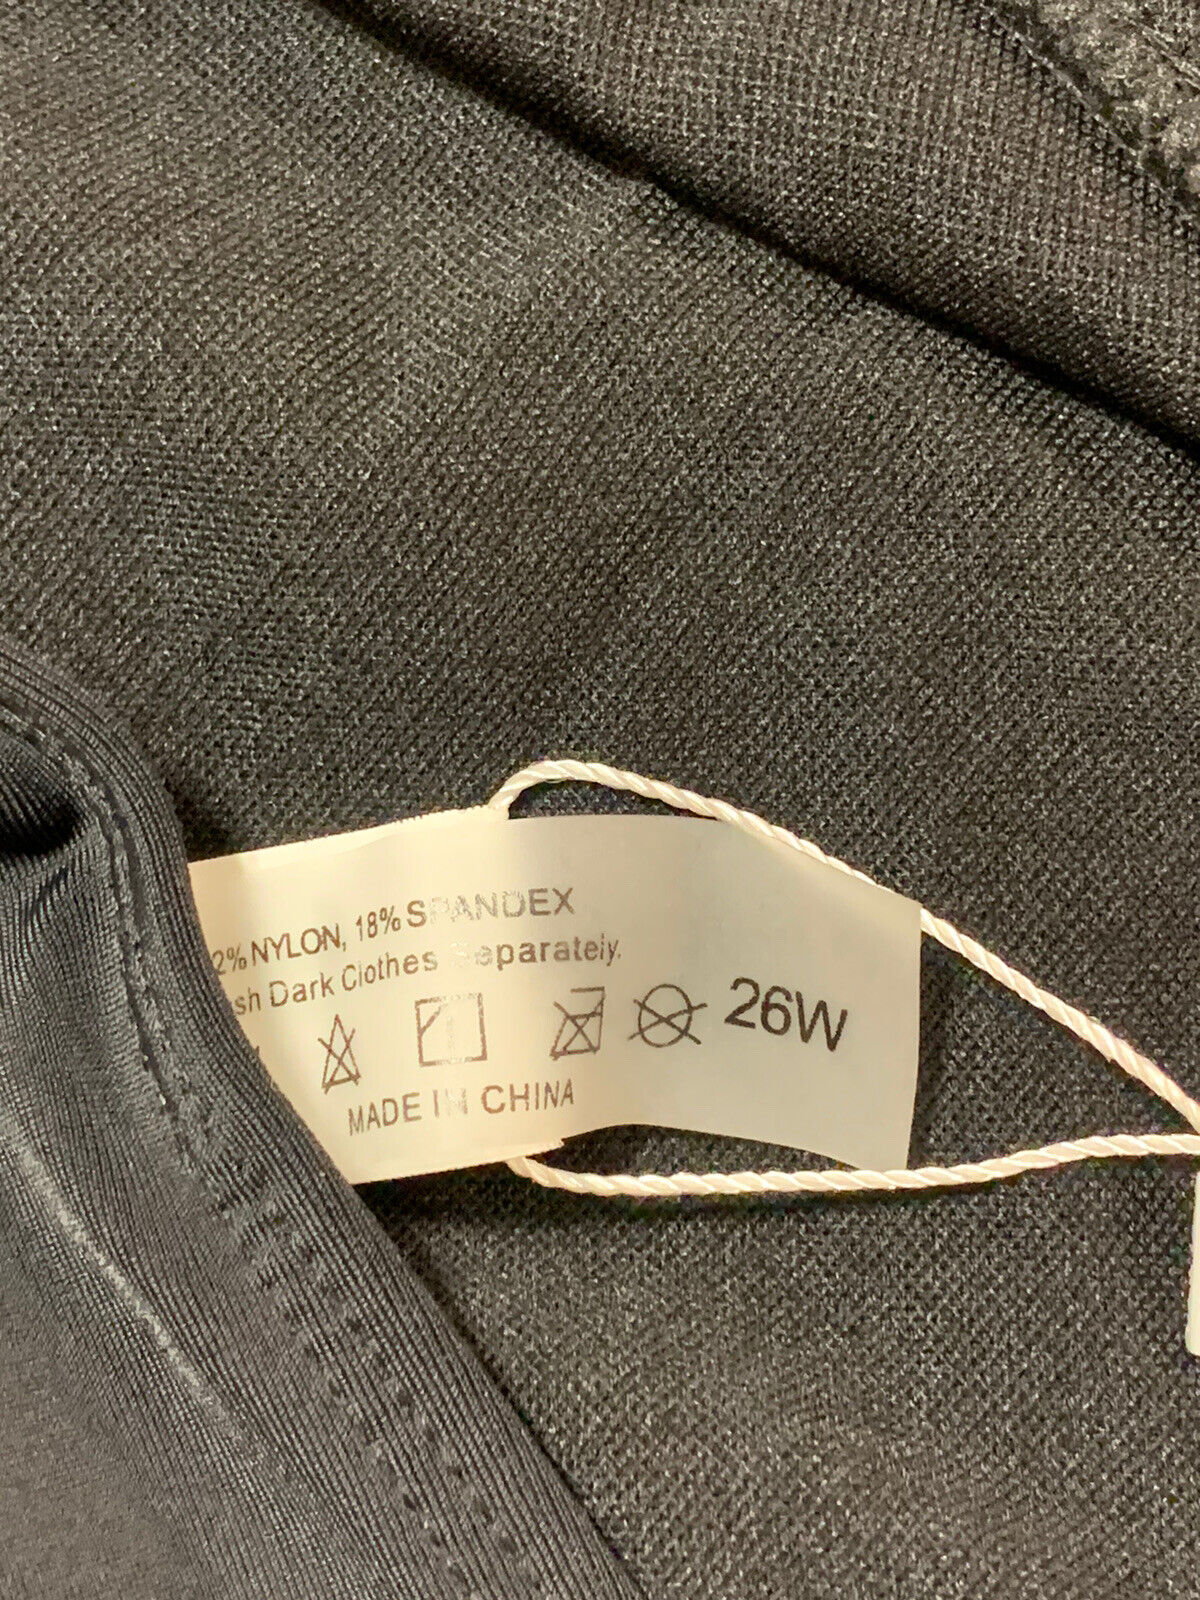 2% NYLON, 18% SPANDEX
sh Dark Clothes Separately.
26W
MADE IN CHINA